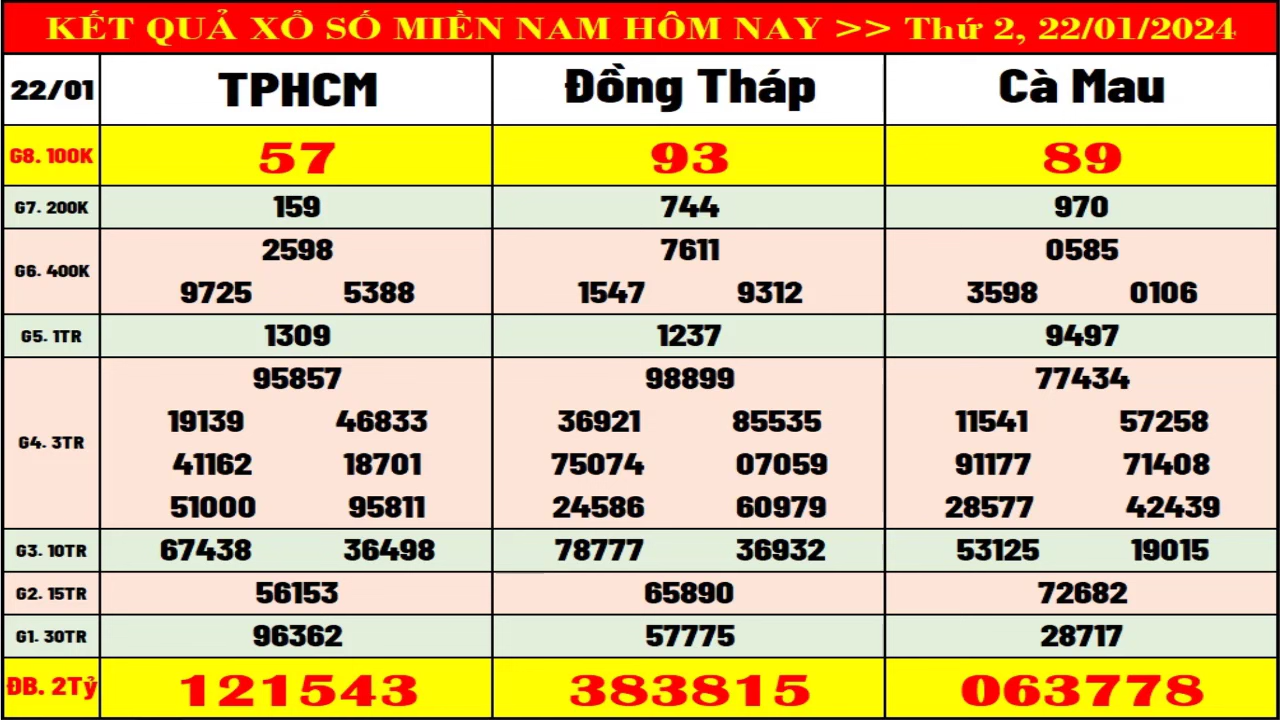 KẾT QUẢ XỔ SỐ MIỀN NAM HÔM NAY >> Thứ 2, 22/01/2024
22/01 TPHCM Đồng Tháp Cà Mau
G8. 100K 57 93 89
G7. 200K 159 744 970
2598 7611 0585
G6. 400K
9725 5388 1547 9312 3598 0106
G5. 1TR 1309 1237 9497
95857 98899 77434
19139 46833 36921 85535 11541 57258
G4. 3TR
41162 18701 75074 07059 91177 71408
51000 95811 24586 60979 28577 42439
G3. 10TR 67438 36498 78777 36932 53125 19015
G2. 15TR 56153 65890 72682
G1. 30TR 96362 57775 28717
ĐB. 2Tỷ 121543 383815 063778